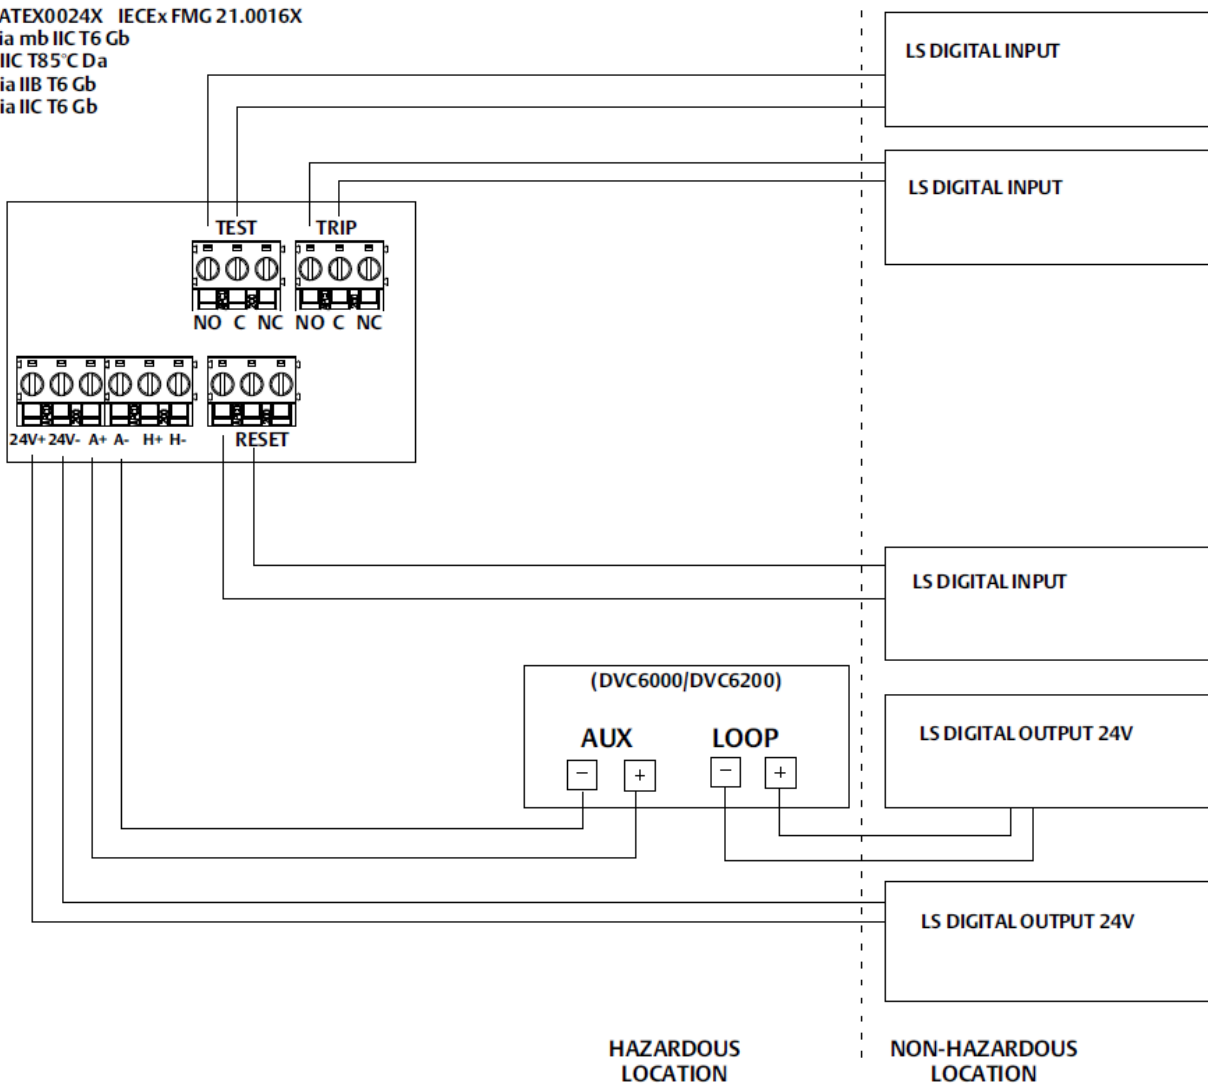 ATEX0024X IECEx FMG 21.0016X
ia mb IIC T6 Gb
IIC T85°C Da
ia IIB T6 Gb
ia IIC T6 Gb
LS DIGITAL INPUT
LS DIGITAL INPUT
TEST TRIP
NO C NC NO C NC
24V+ 24V- A+ A- H+ H- RESET
LS DIGITAL INPUT
(DVC6000/DVC6200)
AUX LOOP
− + − +
LS DIGITAL OUTPUT 24V
LS DIGITAL OUTPUT 24V
HAZARDOUS
LOCATION
NON-HAZARDOUS
LOCATION